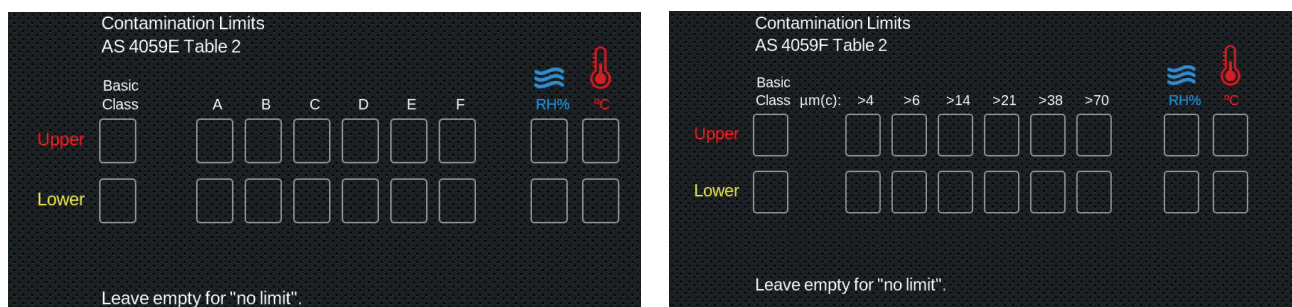 Contamination Limits
AS 4059E Table 2
Basic
Class A B C D E F RH% ºC
Upper
Lower
Leave empty for "no limit".
Contamination Limits
AS 4059F Table 2
Basic
Class µm(c): >4 >6 >14 >21 >38 >70 RH% ºC
Upper
Lower
Leave empty for "no limit".